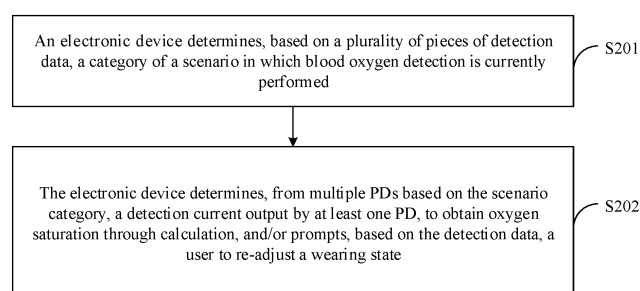 An electronic device determines, based on a plurality of pieces of detection
data, a category of a scenario in which blood oxygen detection is currently
performed
S201
The electronic device determines, from multiple PDs based on the scenario
category, a detection current output by at least one PD, to obtain oxygen
saturation through calculation, and/or prompts, based on the detection data, a
user to re-adjust a wearing state
S202